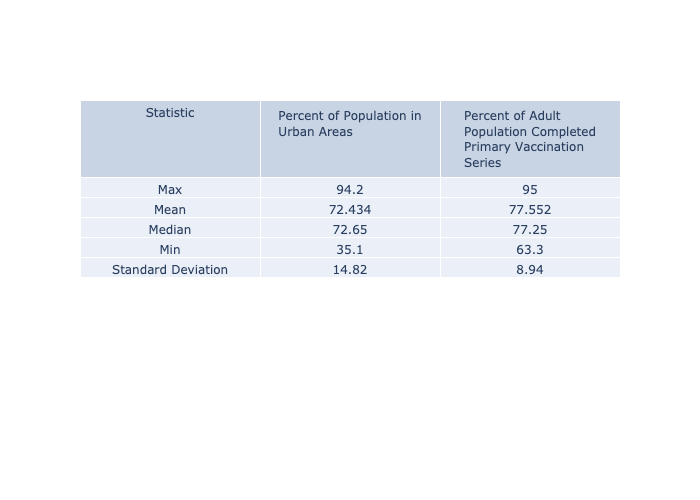 Statistic
Percent of Population in
Urban Areas
Percent of Adult
Population Completed
Primary Vaccination
Series
Max 94.2 95
Mean 72.434 77.552
Median 72.65 77.25
Min 35.1 63.3
Standard Deviation 14.82 8.94